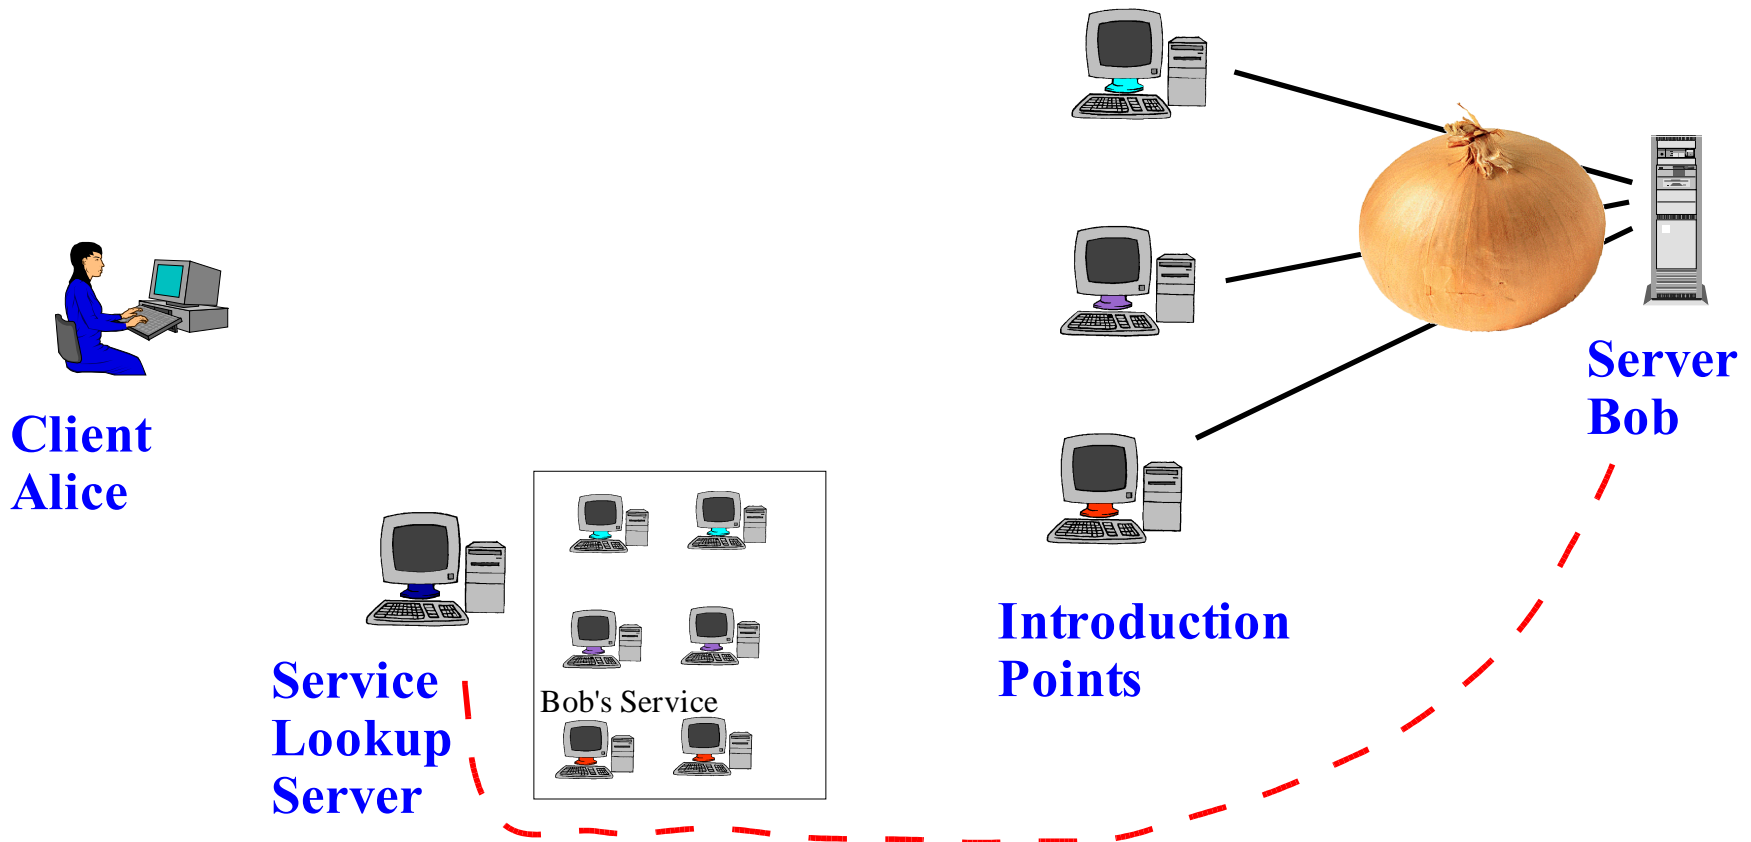 Client
Alice
Service
Lookup
Server
Bob's Service
Introduction
Points
Server
Bob